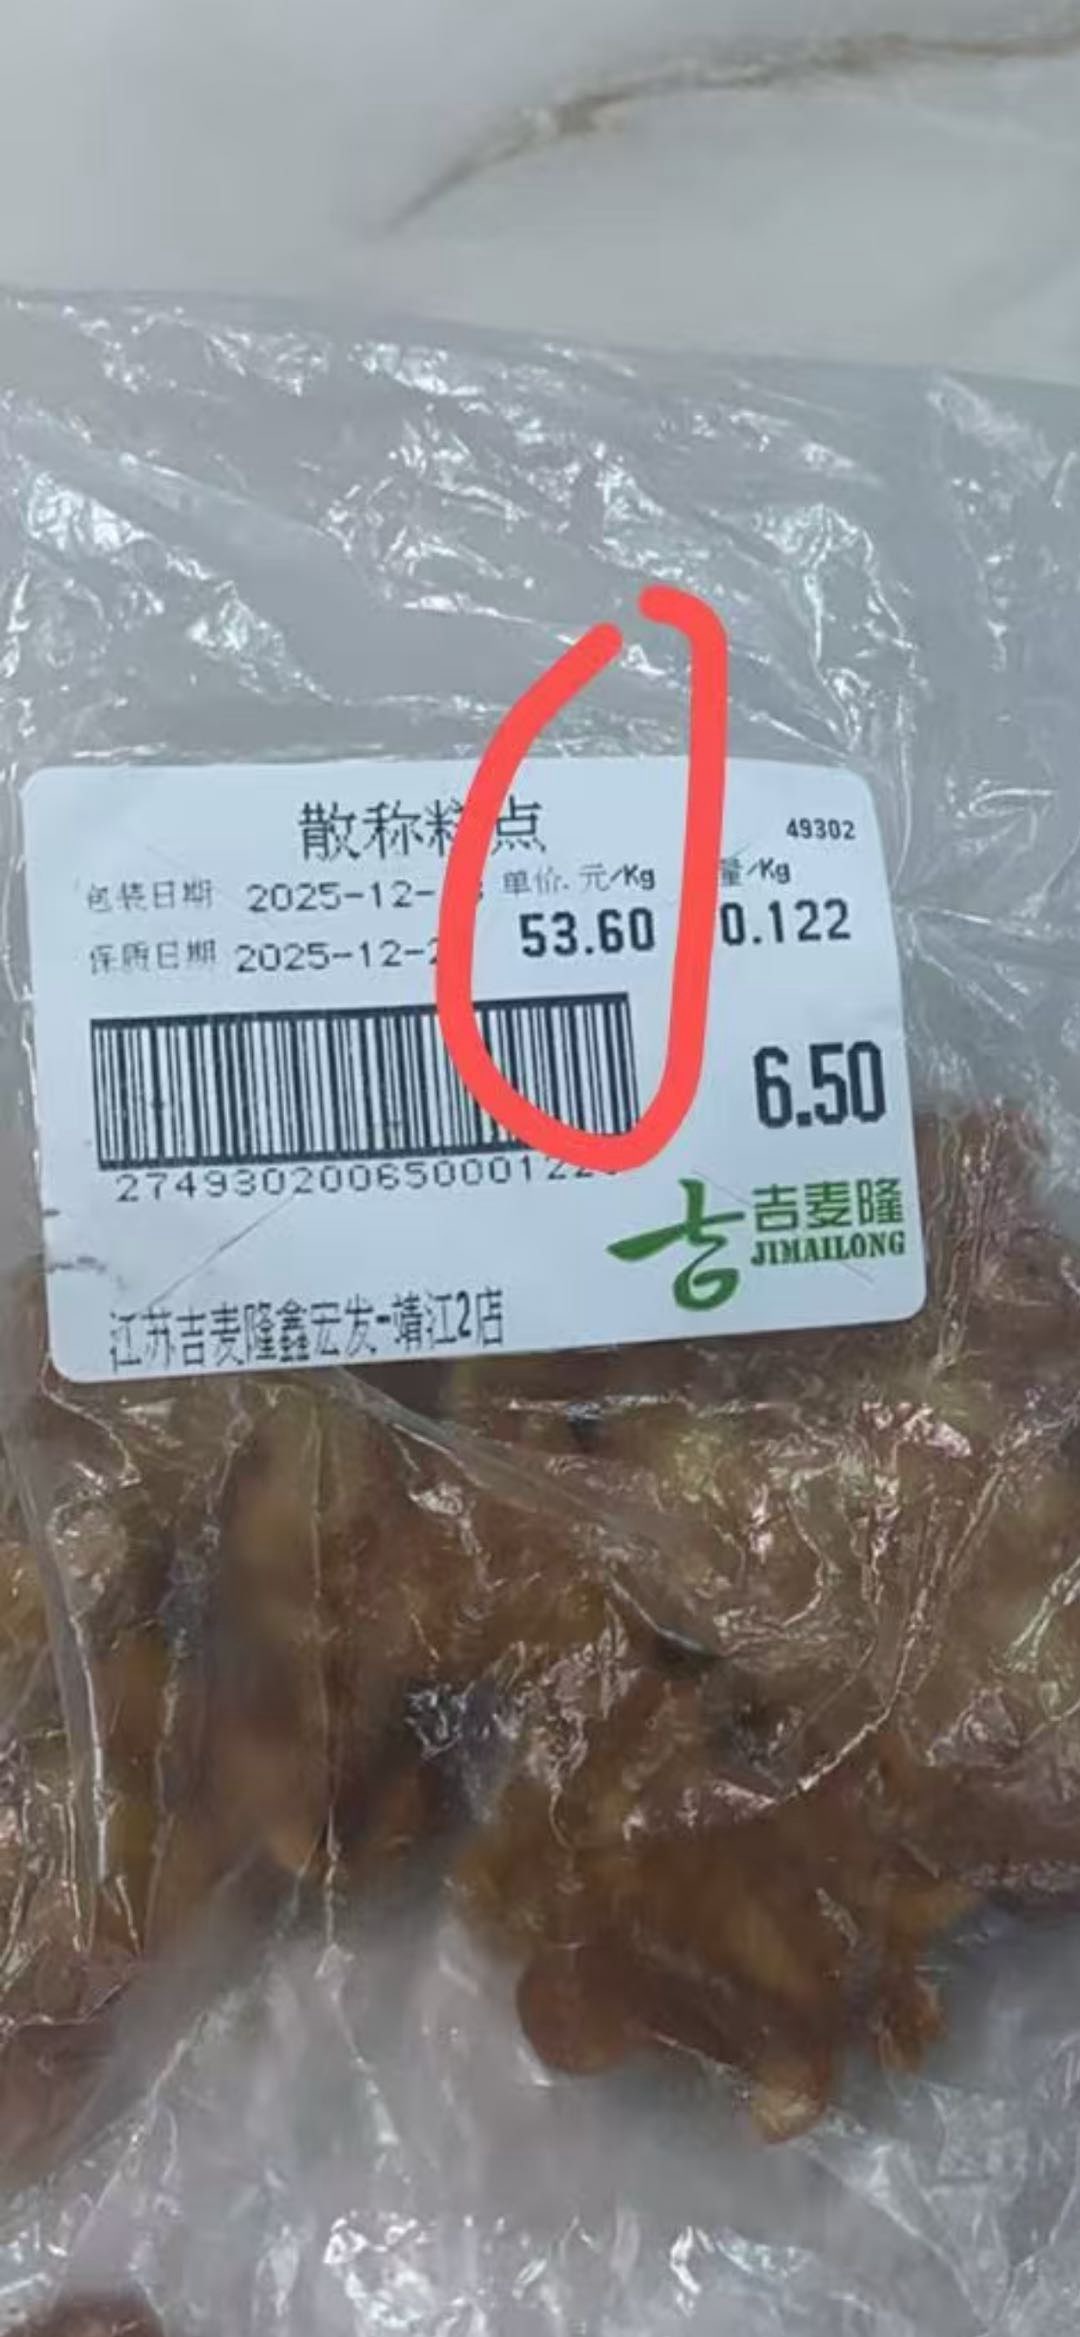 散称糕点
49302
包装日期 2025-12- 单价.元/Kg 量/Kg
保质日期 2025-12-2 53.60 0.122
6.50
27493020065000122
吉麦隆
JIMAILONG
江苏吉麦隆鑫宏发-靖江2店